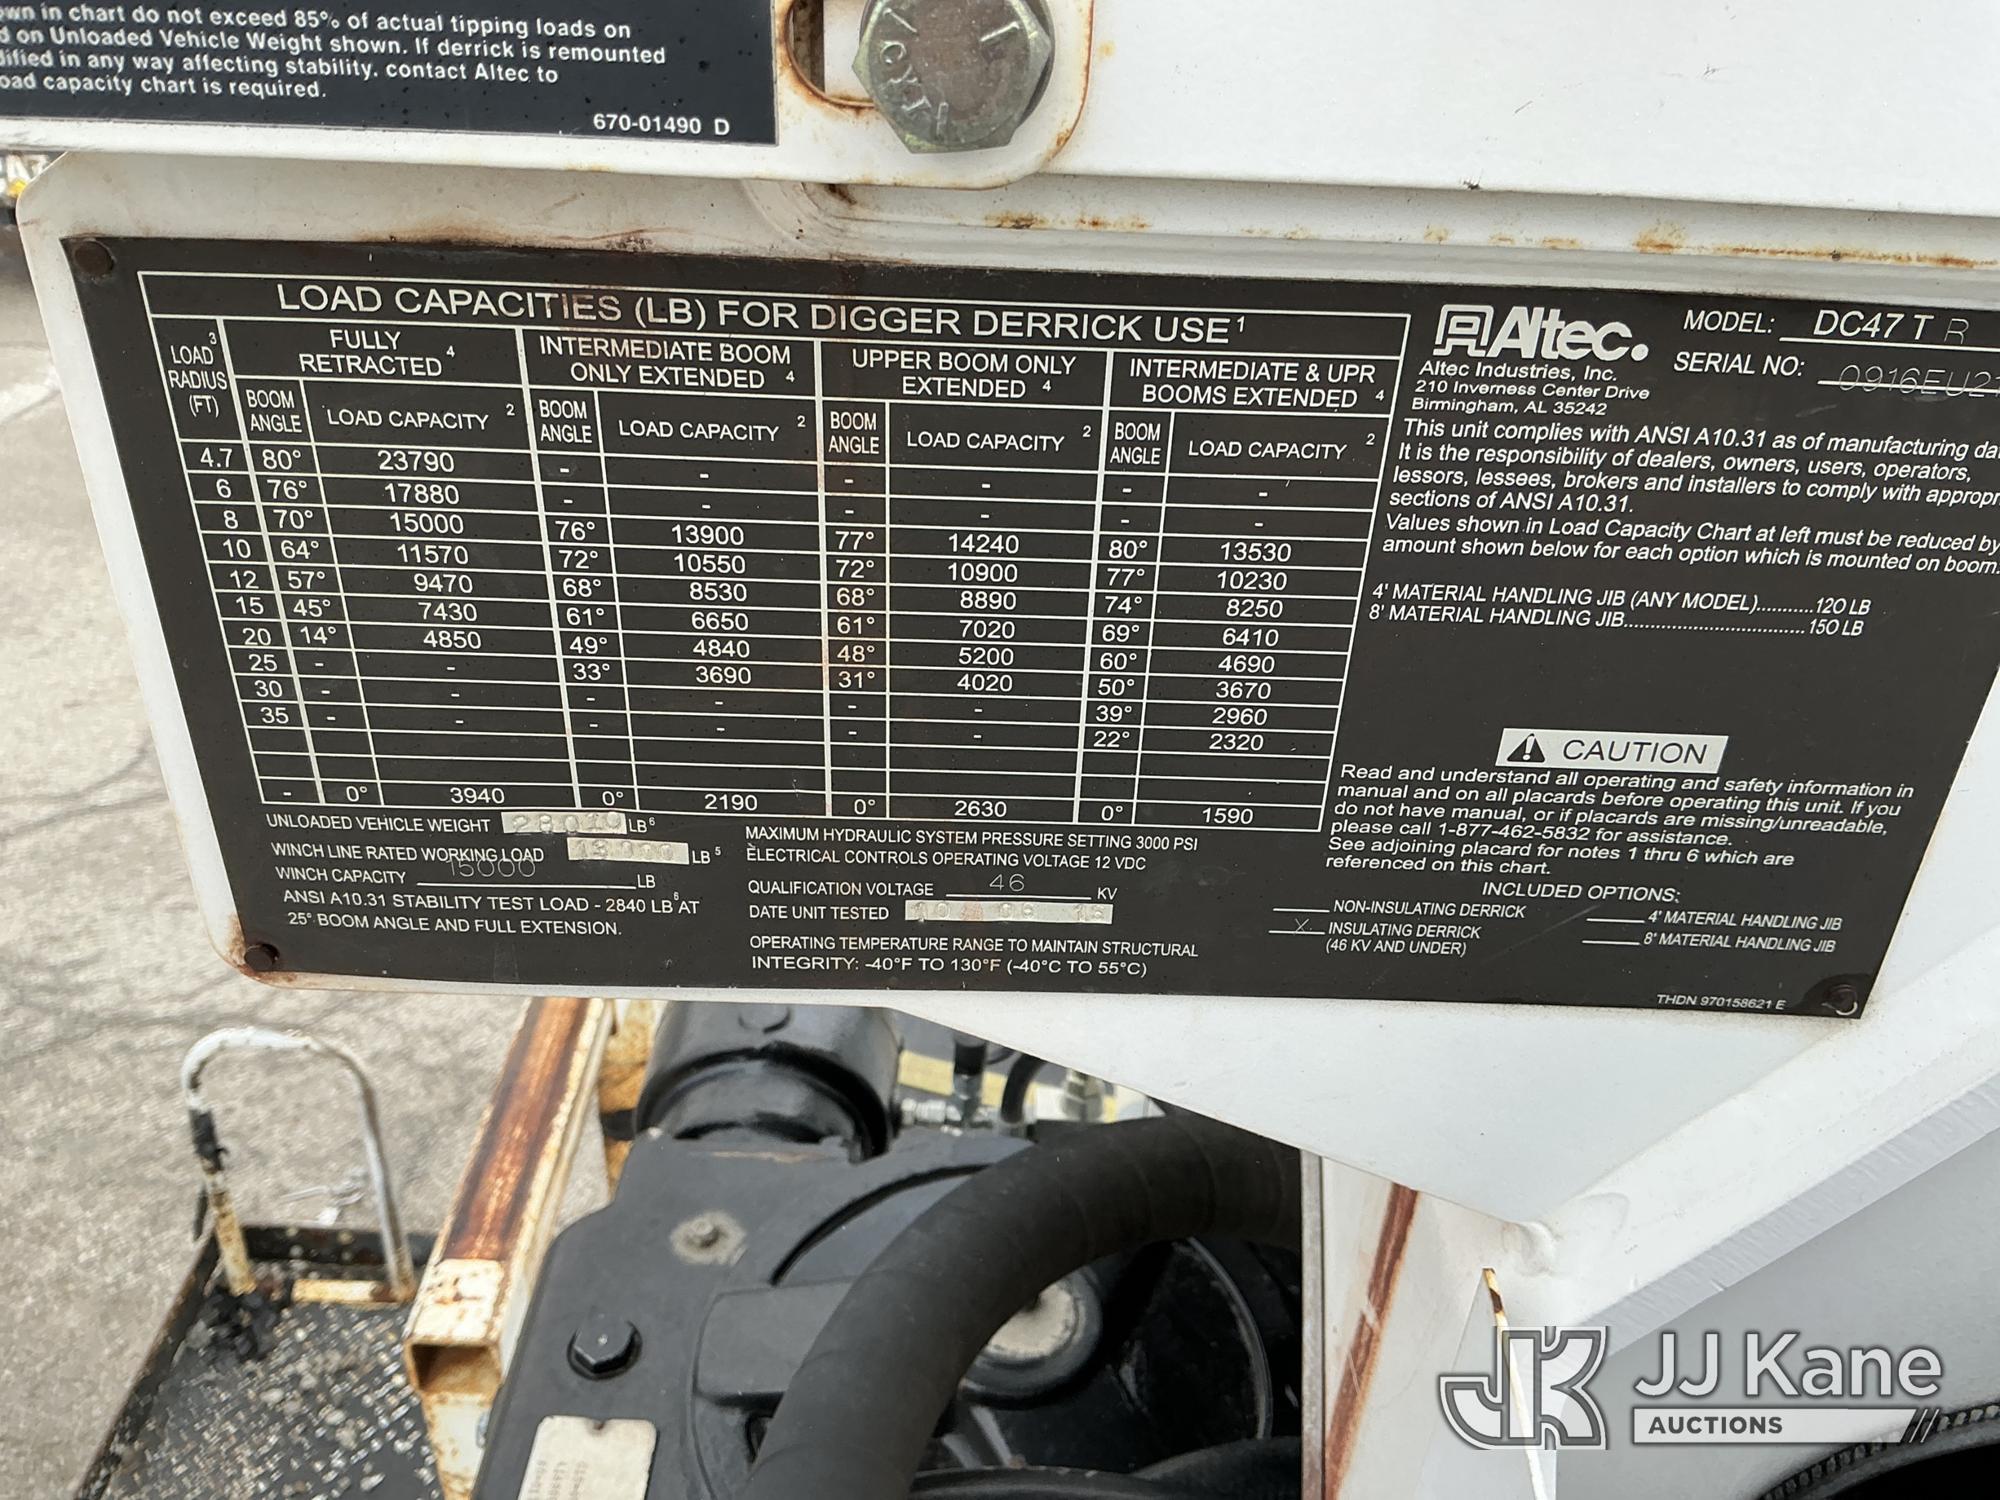 own in chart do not exceed 85% of actual tipping loads on
on Unloaded Vehicle Weight shown. If derrick is remounted
in any way affecting stability, contact Altec to
oad capacity chart is required.
670-01490 D
LOAD CAPACITIES (LB) FOR DIGGER DERRICK USE 1
LOAD RADIUS (FT) 3 FULLY RETRACTED 4 INTERMEDIATE BOOM ONLY EXTENDED 4 UPPER BOOM ONLY EXTENDED 4 INTERMEDIATE & UPR BOOMS EXTENDED 4
BOOM ANGLE LOAD CAPACITY 2 BOOM ANGLE LOAD CAPACITY 2 BOOM ANGLE LOAD CAPACITY 2 BOOM ANGLE LOAD CAPACITY 2
4.7 80° 23790 - - - - - -
6 76° 17880 - - - - - -
8 70° 15000 76° 13900 77° 14240 80° 13530
10 64° 11570 72° 10550 72° 10900 77° 10230
12 57° 9470 68° 8530 68° 8890 74° 8250
15 45° 7430 61° 6650 61° 7020 69° 6410
20 14° 4850 49° 4840 48° 5200 60° 4690
25 - - 33° 3690 31° 4020 50° 3670
30 - - - - - - 39° 2960
35 - - - - - - 22° 2320
- 0° 3940 0° 2190 0° 2630 0° 1590
UNLOADED VEHICLE WEIGHT LB 6
WINCH LINE RATED WORKING LOAD LB 5
WINCH CAPACITY 15000 LB
ANSI A10.31 STABILITY TEST LOAD - 2840 LB 6 AT
25° BOOM ANGLE AND FULL EXTENSION.
MAXIMUM HYDRAULIC SYSTEM PRESSURE SETTING 3000 PSI
ELECTRICAL CONTROLS OPERATING VOLTAGE 12 VDC
QUALIFICATION VOLTAGE 46 KV
DATE UNIT TESTED
OPERATING TEMPERATURE RANGE TO MAINTAIN STRUCTURAL
INTEGRITY: -40°F TO 130°F (-40°C TO 55°C)
Altec.
MODEL: DC47 T R
SERIAL NO: 0916EU21
Altec Industries, Inc.
210 Inverness Center Drive
Birmingham, AL 35242
This unit complies with ANSI A10.31 as of manufacturing da
It is the responsibility of dealers, owners, users, operators,
lessors, lessees, brokers and installers to comply with appropr
sections of ANSI A10.31.
Values shown in Load Capacity Chart at left must be reduced by
amount shown below for each option which is mounted on boom.
4' MATERIAL HANDLING JIB (ANY MODEL)...........120 LB
8' MATERIAL HANDLING JIB..................................150 LB
CAUTION
Read and understand all operating and safety information in
manual and on all placards before operating this unit. If you
do not have manual, or if placards are missing/unreadable,
please call 1-877-462-5832 for assistance.
See adjoining placard for notes 1 thru 6 which are
referenced on this chart.
INCLUDED OPTIONS:
NON-INSULATING DERRICK
X INSULATING DERRICK
(46 KV AND UNDER)
4' MATERIAL HANDLING JIB
8' MATERIAL HANDLING JIB
THDN 970158621 E
JK JJ Kane
AUCTIONS